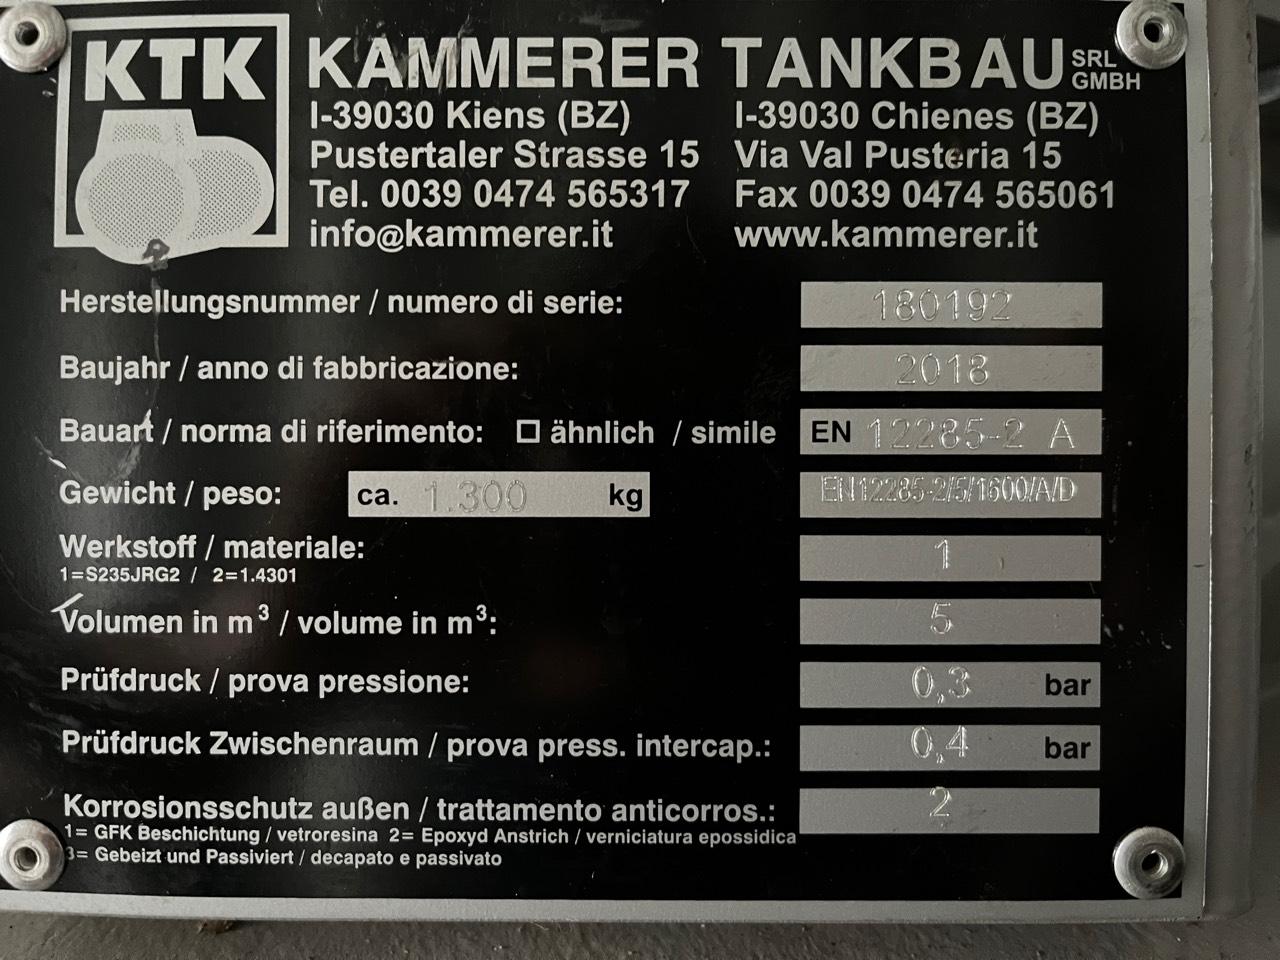 KTK
KAMMERER TANKBAU SRL GMBH
I-39030 Kiens (BZ) I-39030 Chienes (BZ)
Pustertaler Strasse 15 Via Val Pusteria 15
Tel. 0039 0474 565317 Fax 0039 0474 565061
info@kammerer.it www.kammerer.it
Herstellungsnummer / numero di serie: 180192
Baujahr / anno di fabbricazione: 2018
Bauart / norma di riferimento: ☐ ähnlich / simile EN 12285-2 A
Gewicht / peso: ca. 1.300 kg EN12285-2/5/1600/A/D
Werkstoff / materiale: 1
1=S235JRG2 / 2=1.4301
Volumen in m³ / volume in m³: 5
Prüfdruck / prova pressione: 0,3 bar
Prüfdruck Zwischenraum / prova press. intercap.: 0,4 bar
Korrosionsschutz außen / trattamento anticorros.: 2
1= GFK Beschichtung / vetroresina 2= Epoxyd Anstrich / verniciatura epossidica
3= Gebeizt und Passiviert / decapato e passivato